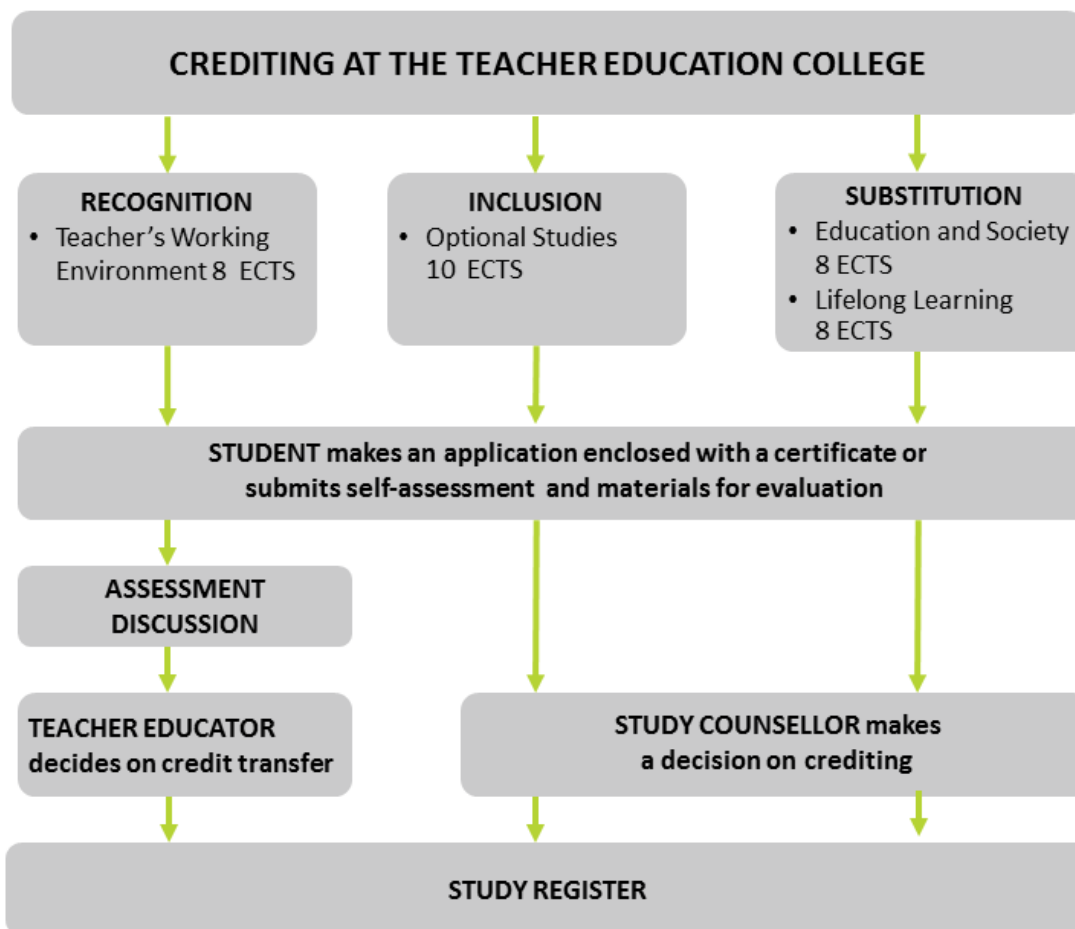 CREDITING AT THE TEACHER EDUCATION COLLEGE
RECOGNITION
• Teacher's Working
Environment 8 ECTS
INCLUSION
• Optional Studies
10 ECTS
SUBSTITUTION
• Education and Society
8 ECTS
• Lifelong Learning
8 ECTS
STUDENT makes an application enclosed with a certificate or
submits self-assessment and materials for evaluation
ASSESSMENT
DISCUSSION
TEACHER EDUCATOR
decides on credit transfer
STUDY COUNSELLOR makes
a decision on crediting
STUDY REGISTER